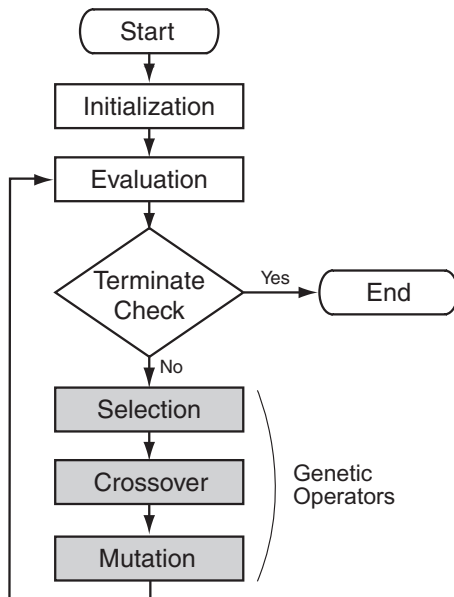 Start
Initialization
Evaluation
Terminate
Check
Yes
End
No
Selection
Crossover
Mutation
Genetic
Operators